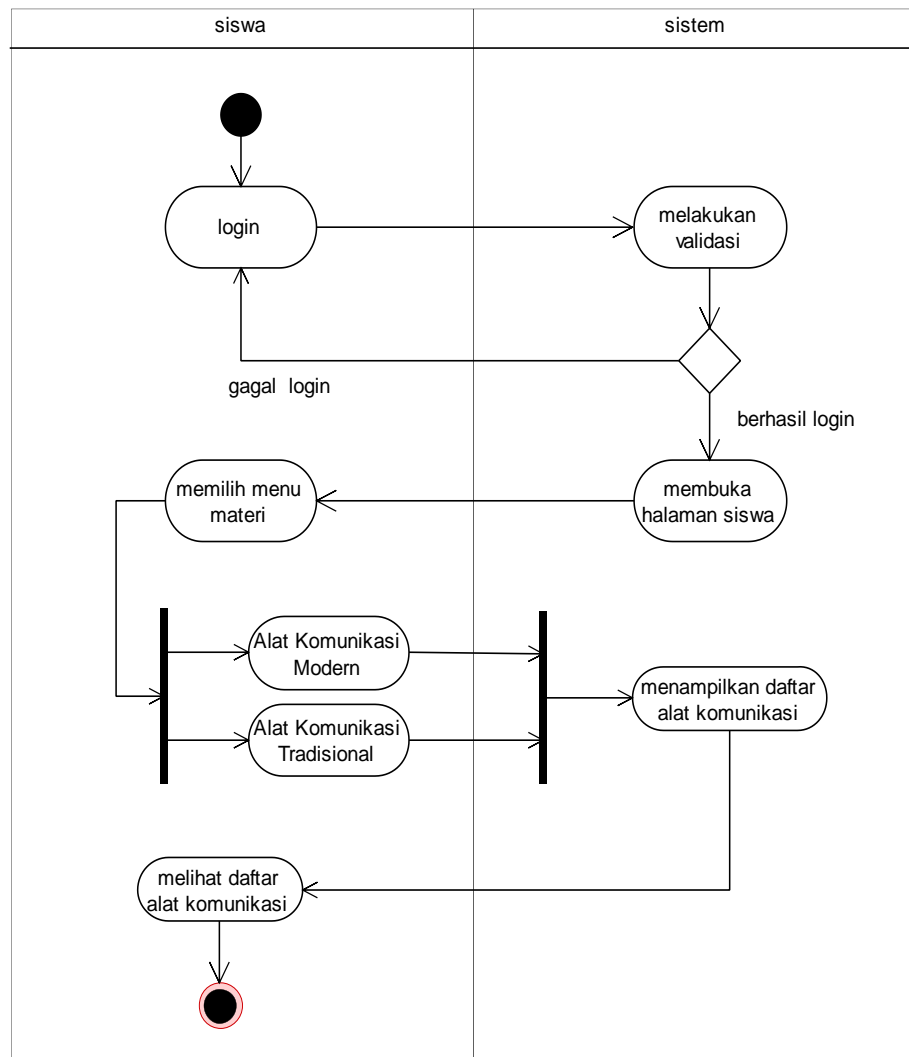 siswa
sistem
login
melakukan
validasi
gagal login
berhasil login
memilih menu
materi
membuka
halaman siswa
Alat Komunikasi
Modern
Alat Komunikasi
Tradisional
menampilkan daftar
alat komunikasi
melihat daftar
alat komunikasi